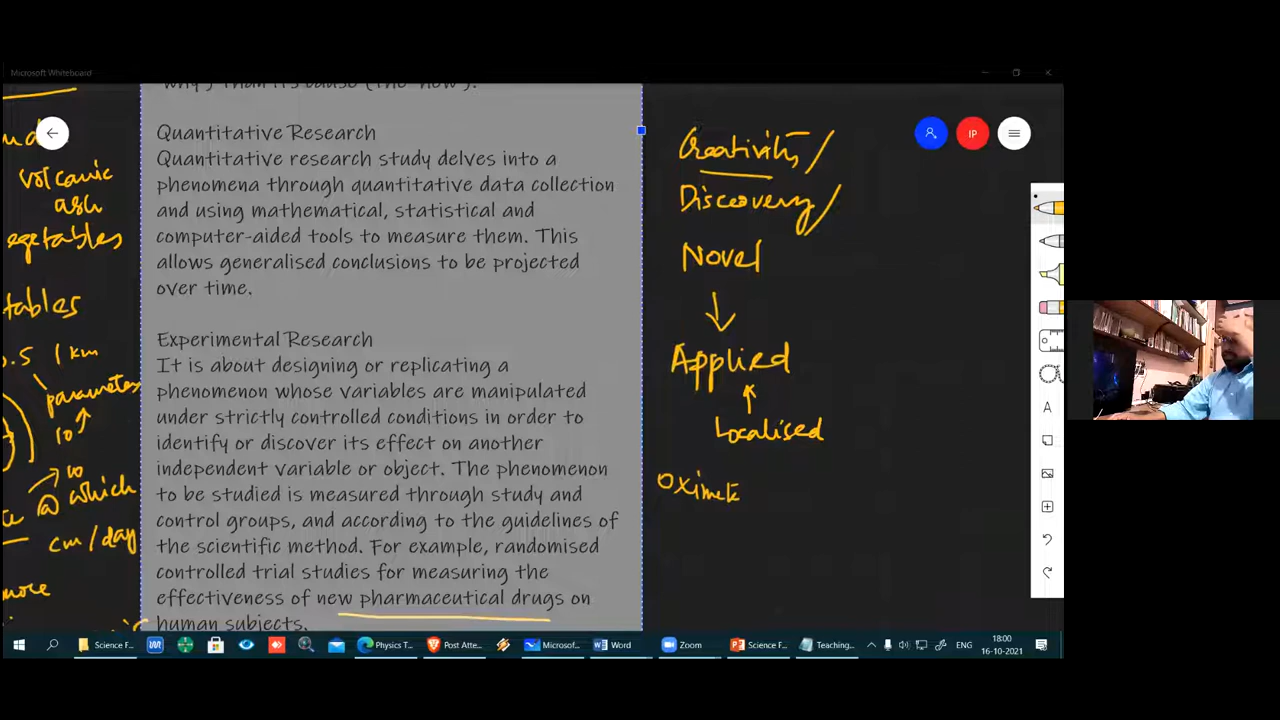 Microsoft Whiteboard
Quantitative Research
Quantitative research study delves into a
phenomena through quantitative data collection
and using mathematical, statistical and
computer-aided tools to measure them. This
allows generalised conclusions to be projected
over time.
Experimental Research
It is about designing or replicating a
phenomenon whose variables are manipulated
under strictly controlled conditions in order to
identify or discover its effect on another
independent variable or object. The phenomenon
to be studied is measured through study and
control groups, and according to the guidelines of
the scientific method. For example, randomised
controlled trial studies for measuring the
effectiveness of new pharmaceutical drugs on
human subjects.
volcanic
ash
egetables
tables
0.5 1 km
parameters
10
10
@ which
cm/day
more
Creativity/
Discovery/
Novel
Applied
Localised
Oximet
IP
A
Science F...
Physics T...
Post Atte...
Microsof...
Word
Zoom
Science F...
Teaching...
ENG
18:00
16-10-2021